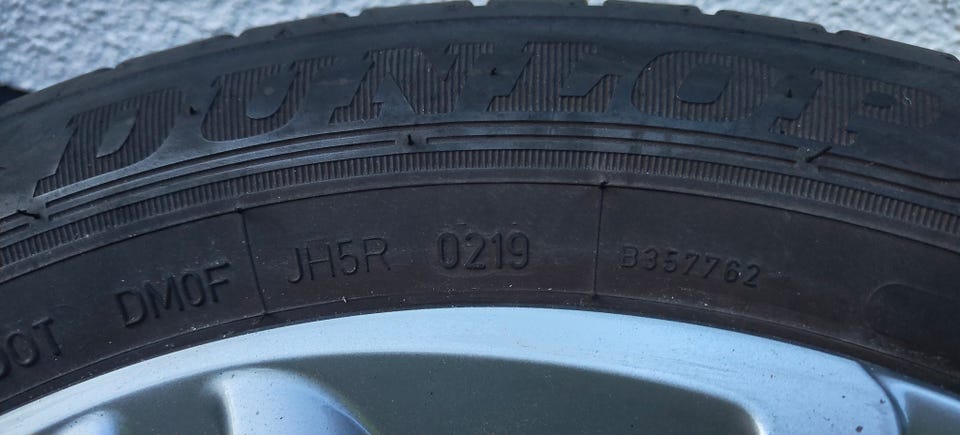 DUNLOP
DOT DM0F JH5R 0219 B357762